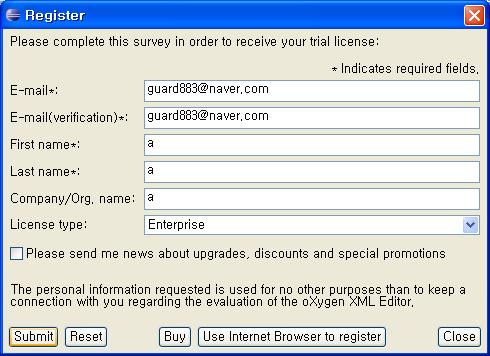 Register
Please complete this survey in order to receive your trial license:
* Indicates required fields.
E-mail*: guard883@naver.com
E-mail(verification)*: guard883@naver.com
First name*: a
Last name*: a
Company/Org. name: a
License type: Enterprise
Please send me news about upgrades, discounts and special promotions
The personal information requested is used for no other purposes than to keep a
connection with you regarding the evaluation of the oXygen XML Editor.
Submit Reset Buy Use Internet Browser to register Close